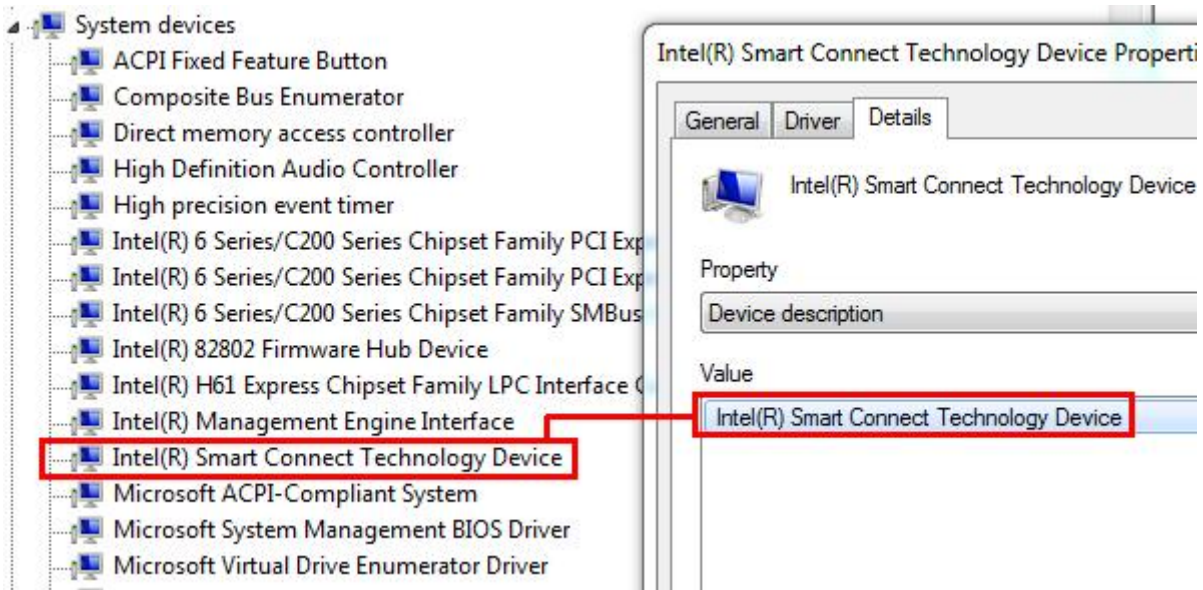 System devices
ACPI Fixed Feature Button
Composite Bus Enumerator
Direct memory access controller
High Definition Audio Controller
High precision event timer
Intel(R) 6 Series/C200 Series Chipset Family PCI Exp
Intel(R) 6 Series/C200 Series Chipset Family PCI Exp
Intel(R) 6 Series/C200 Series Chipset Family SMBus
Intel(R) 82802 Firmware Hub Device
Intel(R) H61 Express Chipset Family LPC Interface
Intel(R) Management Engine Interface
Intel(R) Smart Connect Technology Device
Microsoft ACPI-Compliant System
Microsoft System Management BIOS Driver
Microsoft Virtual Drive Enumerator Driver
Intel(R) Smart Connect Technology Device Properti
General Driver Details
Intel(R) Smart Connect Technology Device
Property
Device description
Value
Intel(R) Smart Connect Technology Device